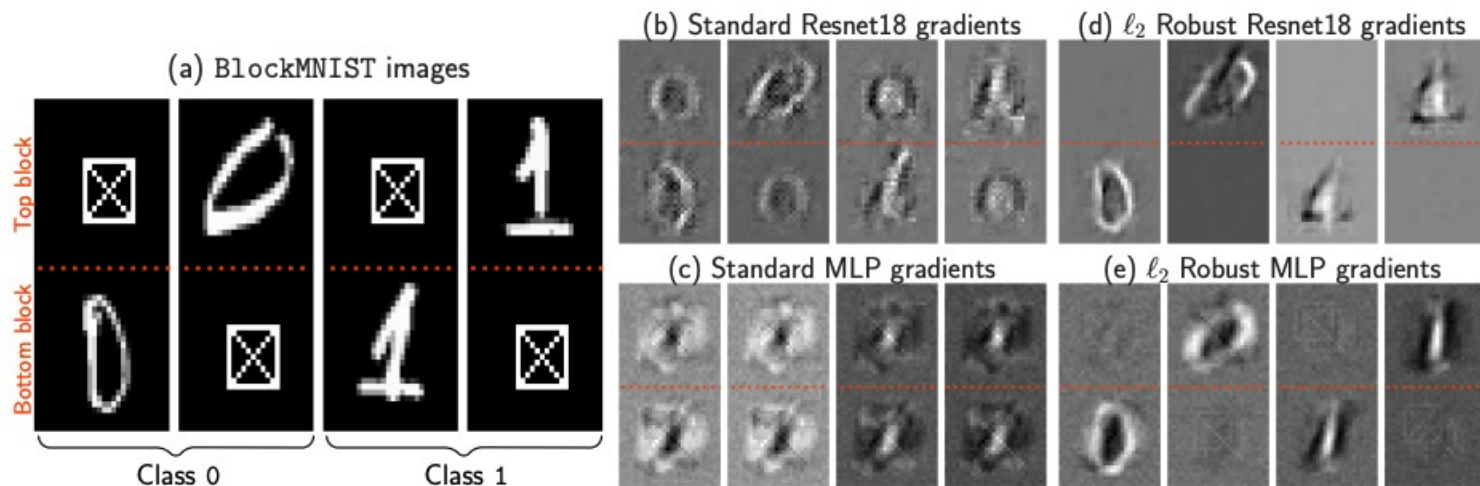 (a) BlockMNIST images
Top block
Bottom block
Class 0
Class 1
(b) Standard Resnet18 gradients
(c) Standard MLP gradients
(d) ℓ₂ Robust Resnet18 gradients
(e) ℓ₂ Robust MLP gradients